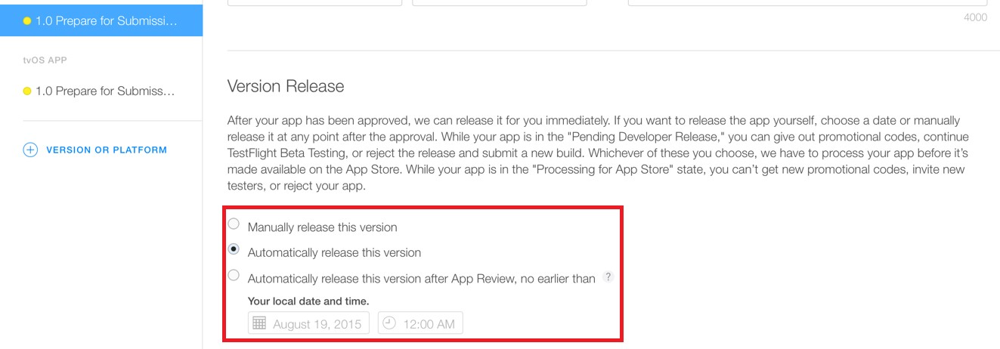 1.0 Prepare for Submissi...
4000
tvOS APP
1.0 Prepare for Submiss...
VERSION OR PLATFORM
Version Release
After your app has been approved, we can release it for you immediately. If you want to release the app yourself, choose a date or manually
release it at any point after the approval. While your app is in the "Pending Developer Release," you can give out promotional codes, continue
TestFlight Beta Testing, or reject the release and submit a new build. Whichever of these you choose, we have to process your app before it’s
made available on the App Store. While your app is in the "Processing for App Store" state, you can’t get new promotional codes, invite new
testers, or reject your app.
Manually release this version
Automatically release this version
Automatically release this version after App Review, no earlier than ?
Your local date and time.
August 19, 2015 12:00 AM